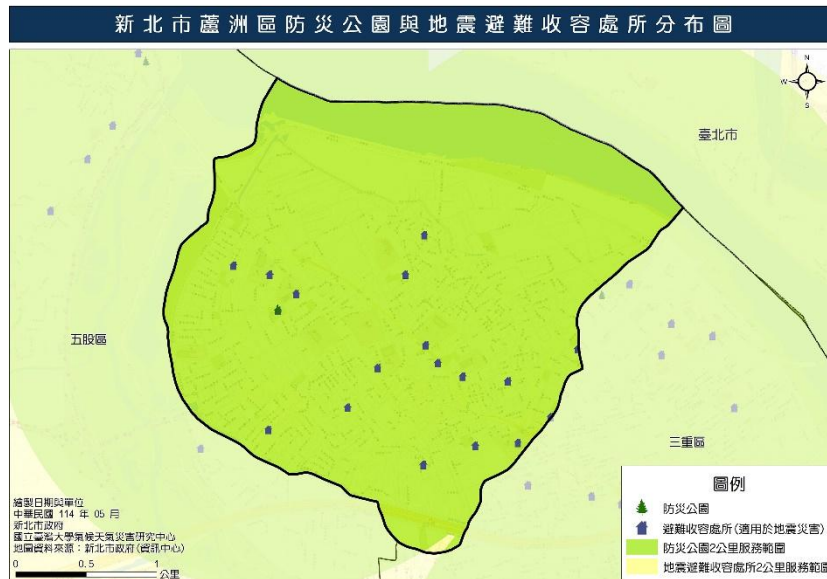 新北市蘆洲區防災公園與地震避難收容處所分布圖
N
W
E
S
臺北市
五股區
三重區
圖例
防災公園
避難收容處所(適用於地震災害)
防災公園2公里服務範圍
地震避難收容處所2公里服務範圍
繪製日期與單位
中華民國 114 年 05 月
新北市政府
國立臺灣大學氣候天氣災害研究中心
地圖資料來源：新北市政府(資訊中心)
0 0.5 1
公里